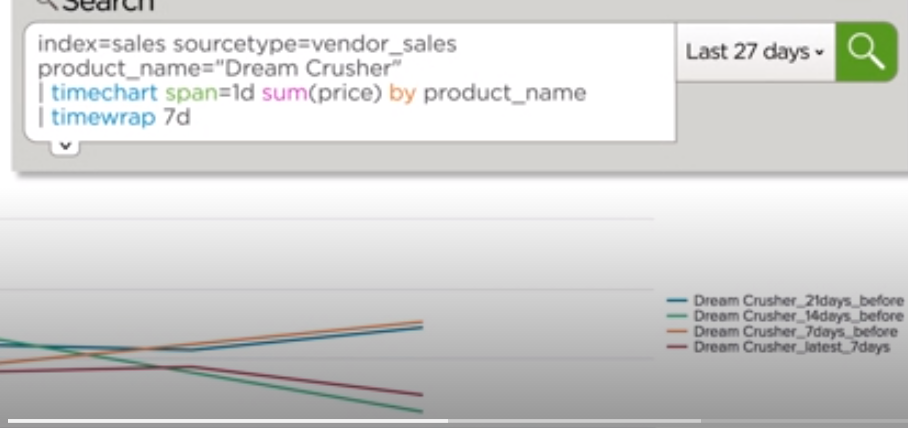 Search
index=sales sourcetype=vendor_sales
product_name="Dream Crusher"
| timechart span=1d sum(price) by product_name
| timewrap 7d
Last 27 days
Dream Crusher_21days_before
Dream Crusher_14days_before
Dream Crusher_7days_before
Dream Crusher_latest_7days